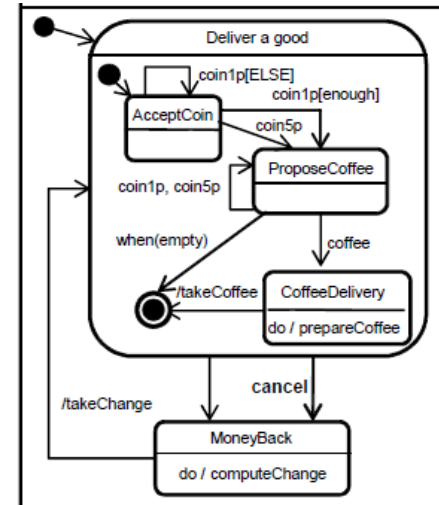 Deliver a good
coin1p[ELSE]
coin1p[enough]
AcceptCoin
coin5p
ProposeCoffee
coin1p, coin5p
when(empty)
coffee
/takeCoffee
CoffeeDelivery
do / prepareCoffee
cancel
/takeChange
MoneyBack
do / computeChange